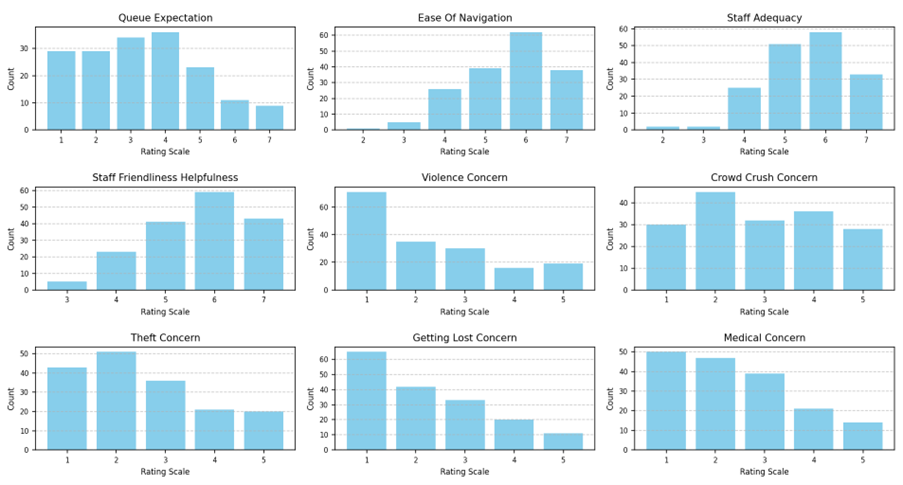 Queue Expectation
Count
30
20
10
0
1 2 3 4 5 6 7
Rating Scale
Ease Of Navigation
Count
60
50
40
30
20
10
0
2 3 4 5 6 7
Rating Scale
Staff Adequacy
Count
60
50
40
30
20
10
0
2 3 4 5 6 7
Rating Scale
Staff Friendliness Helpfulness
Count
60
50
40
30
20
10
0
3 4 5 6 7
Rating Scale
Violence Concern
Count
60
40
20
0
1 2 3 4 5
Rating Scale
Crowd Crush Concern
Count
40
30
20
10
0
1 2 3 4 5
Rating Scale
Theft Concern
Count
50
40
30
20
10
0
1 2 3 4 5
Rating Scale
Getting Lost Concern
Count
60
50
40
30
20
10
0
1 2 3 4 5
Rating Scale
Medical Concern
Count
50
40
30
20
10
0
1 2 3 4 5
Rating Scale